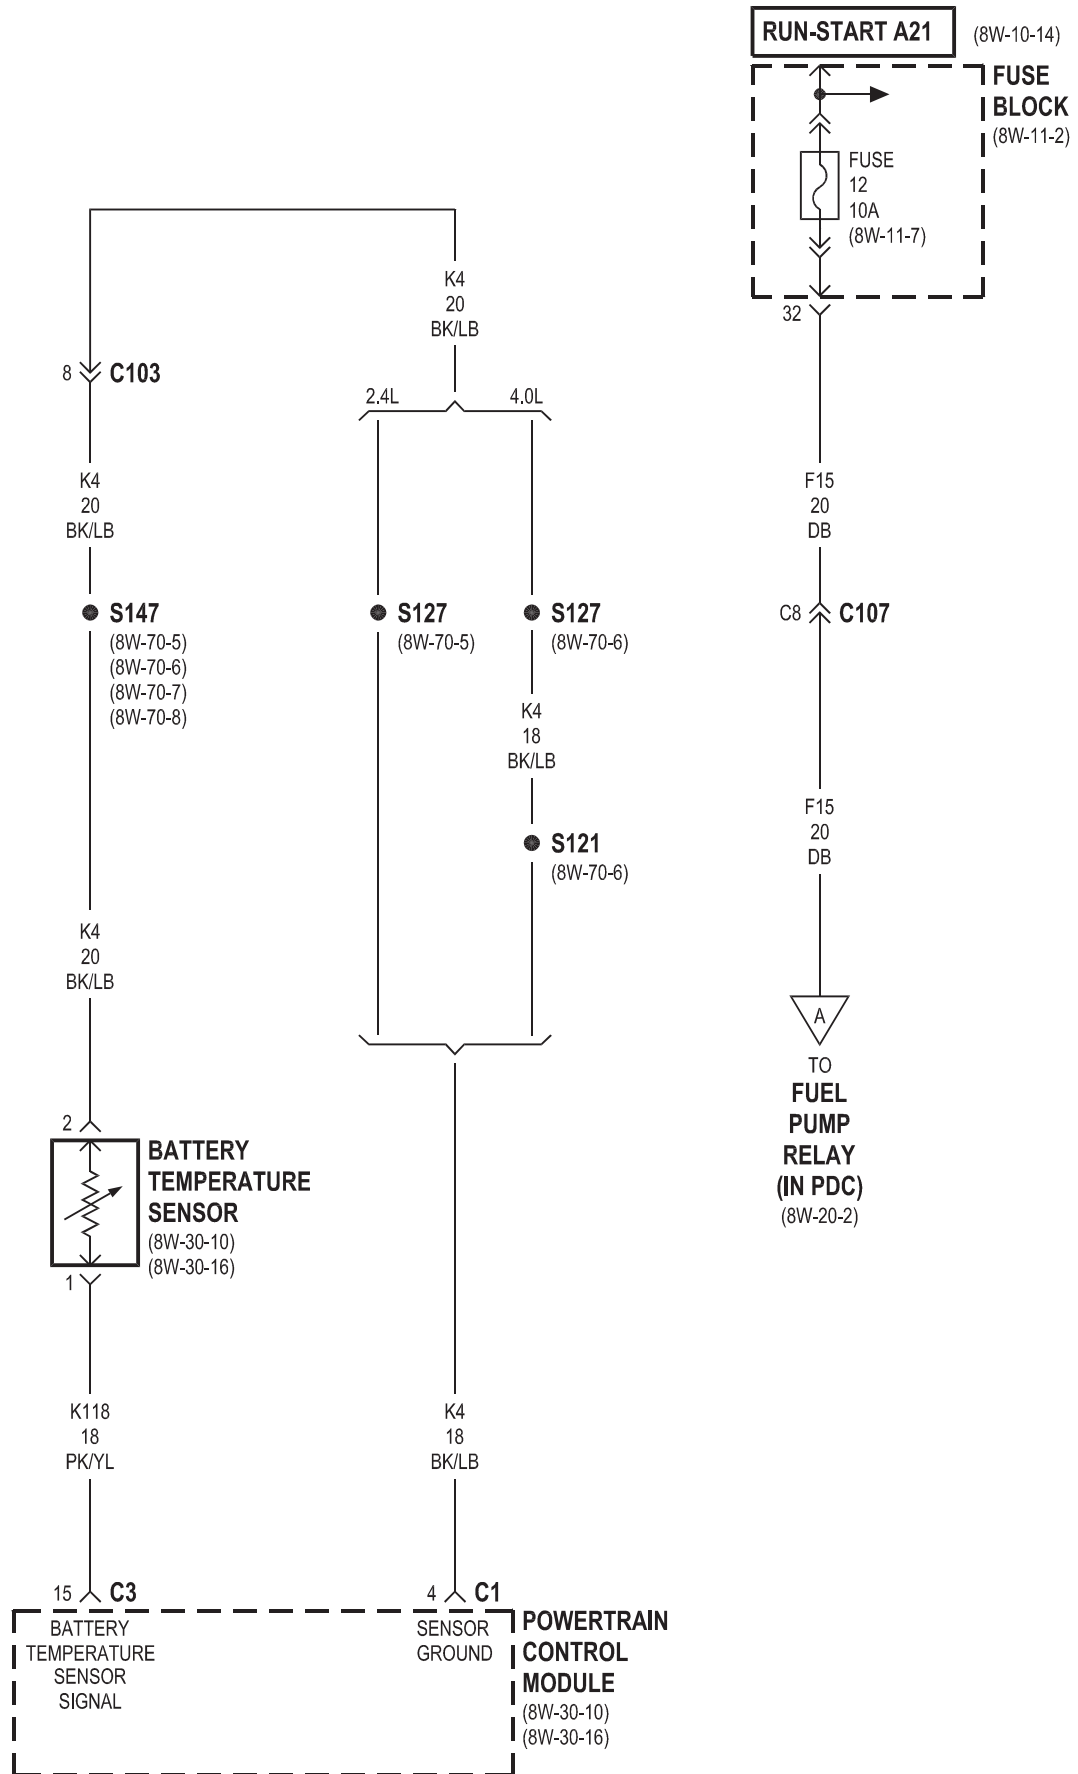 RUN-START A21
(8W-10-14)
FUSE
BLOCK
(8W-11-2)
FUSE
12
10A
(8W-11-7)
32
F15
20
DB
C8
C107
F15
20
DB
A
TO
FUEL
PUMP
RELAY
(IN PDC)
(8W-20-2)
K4
20
BK/LB
8
C103
2.4L
4.0L
K4
20
BK/LB
S147
(8W-70-5)
(8W-70-6)
(8W-70-7)
(8W-70-8)
S127
(8W-70-5)
S127
(8W-70-6)
K4
18
BK/LB
S121
(8W-70-6)
K4
20
BK/LB
2
BATTERY
TEMPERATURE
SENSOR
(8W-30-10)
(8W-30-16)
1
K118
18
PK/YL
K4
18
BK/LB
15
C3
4
C1
BATTERY
TEMPERATURE
SENSOR
SIGNAL
SENSOR
GROUND
POWERTRAIN
CONTROL
MODULE
(8W-30-10)
(8W-30-16)